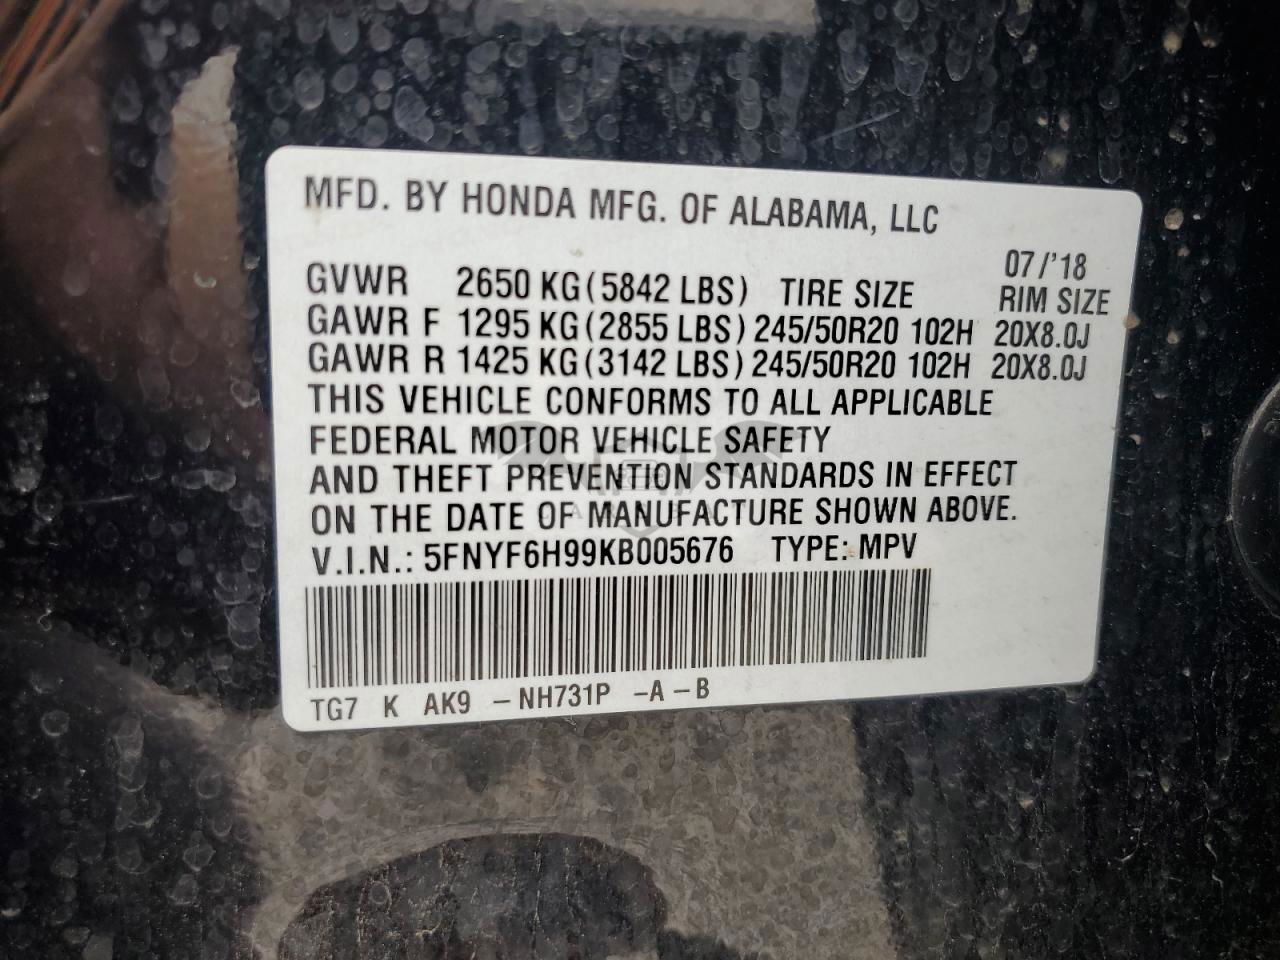 MFD. BY HONDA MFG. OF ALABAMA, LLC
07/'18
GVWR 2650 KG(5842 LBS) TIRE SIZE RIM SIZE
GAWR F 1295 KG(2855 LBS) 245/50R20 102H 20X8.0J
GAWR R 1425 KG(3142 LBS) 245/50R20 102H 20X8.0J
THIS VEHICLE CONFORMS TO ALL APPLICABLE
FEDERAL MOTOR VEHICLE SAFETY
AND THEFT PREVENTION STANDARDS IN EFFECT
ON THE DATE OF MANUFACTURE SHOWN ABOVE.
V.I.N.: 5FNYF6H99KB005676 TYPE: MPV
TG7 K AK9 -NH731P -A-B